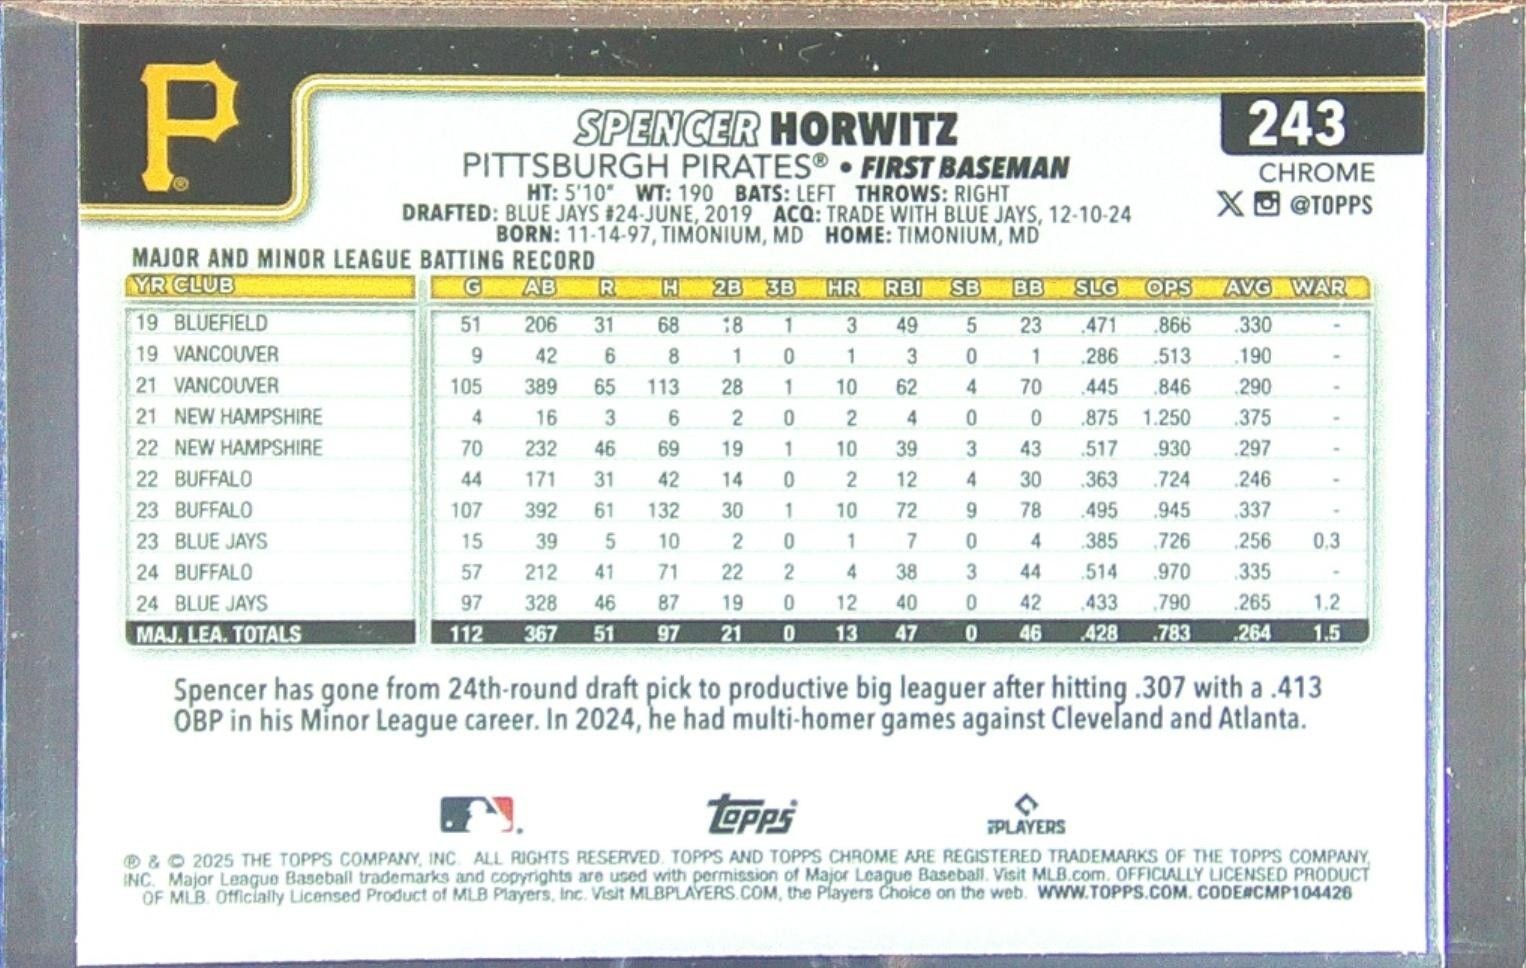 P®
SPENCER HORWITZ
243
PITTSBURGH PIRATES® • FIRST BASEMAN
CHROME
HT: 5'10" WT: 190 BATS: LEFT THROWS: RIGHT
X @TOPPS
DRAFTED: BLUE JAYS #24-JUNE, 2019 ACQ: TRADE WITH BLUE JAYS, 12-10-24
BORN: 11-14-97, TIMONIUM, MD HOME: TIMONIUM, MD
MAJOR AND MINOR LEAGUE BATTING RECORD
YR CLUB G AB R H 2B 3B HR RBI SB BB SLG OPS AVG WAR
19 BLUEFIELD 51 206 31 68 18 1 3 49 5 23 .471 .866 .330 -
19 VANCOUVER 9 42 6 8 1 0 1 3 0 1 .286 .513 .190 -
21 VANCOUVER 105 389 65 113 28 1 10 62 4 70 .445 .846 .290 -
21 NEW HAMPSHIRE 4 16 3 6 2 0 2 4 0 0 .875 1.250 .375 -
22 NEW HAMPSHIRE 70 232 46 69 19 1 10 39 3 43 .517 .930 .297 -
22 BUFFALO 44 171 31 42 14 0 2 12 4 30 .363 .724 .246 -
23 BUFFALO 107 392 61 132 30 1 10 72 9 78 .495 .945 .337 -
23 BLUE JAYS 15 39 5 10 2 0 1 7 0 4 .385 .726 .256 0.3
24 BUFFALO 57 212 41 71 22 2 4 38 3 44 .514 .970 .335 -
24 BLUE JAYS 97 328 46 87 19 0 12 40 0 42 .433 .790 .265 1.2
MAJ. LEA. TOTALS 112 367 51 97 21 0 13 47 0 46 .428 .783 .264 1.5
Spencer has gone from 24th-round draft pick to productive big leaguer after hitting .307 with a .413
OBP in his Minor League career. In 2024, he had multi-homer games against Cleveland and Atlanta.
topps
PLAYERS
® & © 2025 THE TOPPS COMPANY, INC. ALL RIGHTS RESERVED. TOPPS AND TOPPS CHROME ARE REGISTERED TRADEMARKS OF THE TOPPS COMPANY,
INC. Major League Baseball trademarks and copyrights are used with permission of Major League Baseball. Visit MLB.com. OFFICIALLY LICENSED PRODUCT
OF MLB. Officially Licensed Product of MLB Players, Inc. Visit MLBPLAYERS.COM, the Players Choice on the web. WWW.TOPPS.COM. CODE#CMP104426